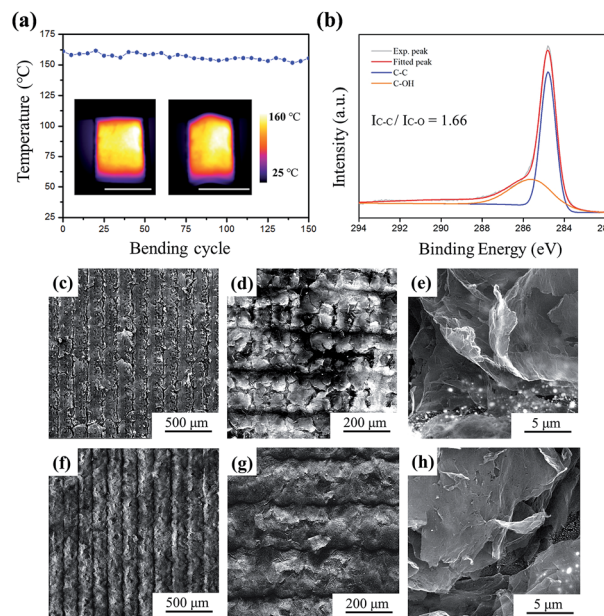 (a)
175
150
125
100
75
50
25
0 25 50 75 100 125 150
Temperature (℃)
Bending cycle
160 ℃
25 ℃
(b)
Exp. peak
Fitted peak
C-C
C-OH
IC-C / IC-O = 1.66
Intensity (a.u.)
294 292 290 288 286 284 282
Binding Energy (eV)
(c)
500 µm
(d)
200 µm
(e)
5 µm
(f)
500 µm
(g)
200 µm
(h)
5 µm